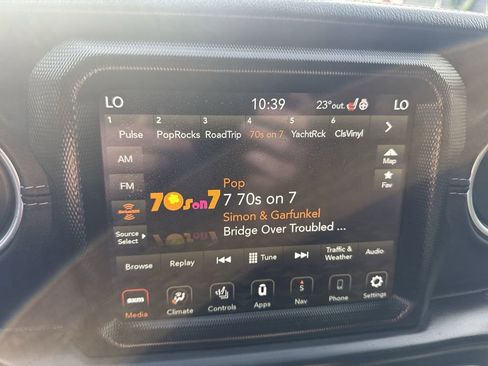 LO 10:39 23°out. LO
1 2 3 4 5 6
Pulse PopRocks RoadTrip 70s on 7 YachtRck ClsVinyl
AM
Map
FM
Fav
70s on 7
Pop
7 70s on 7
Simon & Garfunkel
Bridge Over Troubled ...
SiriusXM
Source
Select
Browse Replay Tune Traffic &
Weather Audio
SXM
Media Climate Controls Apps S
Nav Phone Settings